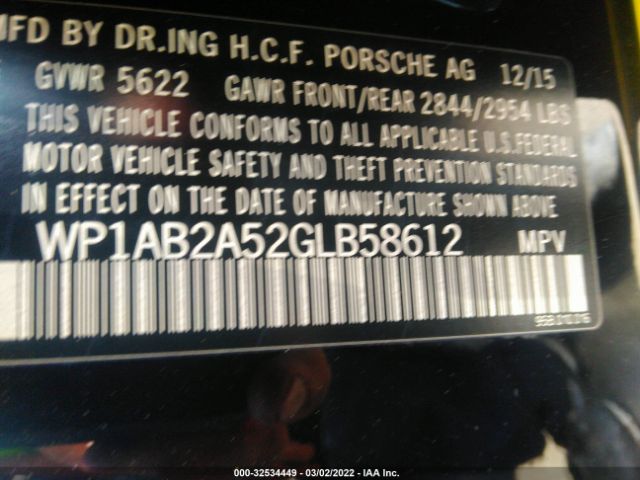 MFD BY DR.ING H.C.F. PORSCHE AG 12/15
GVWR 5622 GAWR FRONT/REAR 2844/2954 LBS
THIS VEHICLE CONFORMS TO ALL APPLICABLE U.S.FEDERAL
MOTOR VEHICLE SAFETY AND THEFT PREVENTION STANDARDS
IN EFFECT ON THE DATE OF MANUFACTURE SHOWN ABOVE
WP1AB2A52GLB58612 MPV
000-32534449 - 03/02/2022 - IAA Inc.